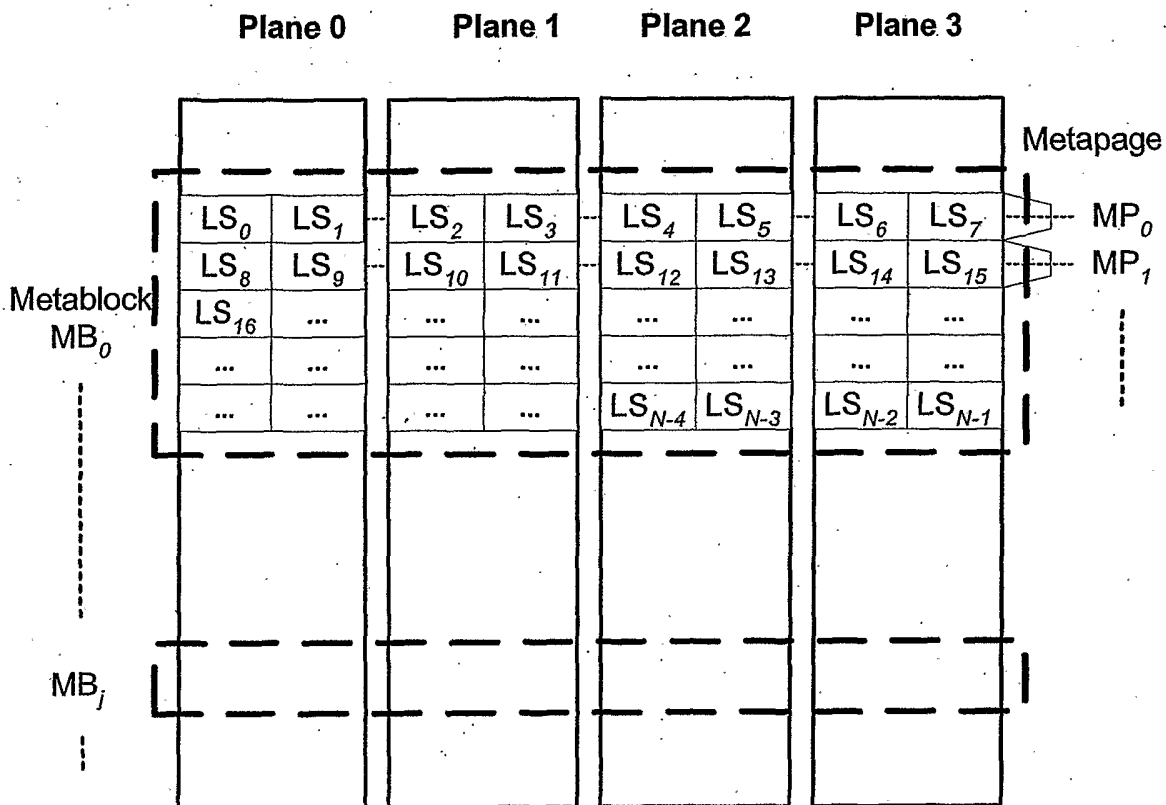 Plane 0 Plane 1 Plane 2 Plane 3
Metapage
LS0 LS1 LS2 LS3 LS4 LS5 LS6 LS7 MP0
LS8 LS9 LS10 LS11 LS12 LS13 LS14 LS15 MP1
Metablock
LS16 ... ... ... ... ... ... ...
MB0
... ... ... ... ... ... ... ...
... ... ... ... LSN-4 LSN-3 LSN-2 LSN-1
MBj